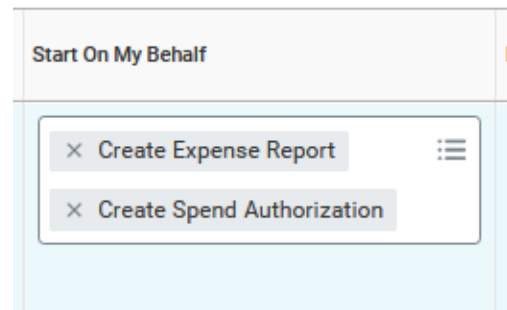 Start On My Behalf
Create Expense Report
Create Spend Authorization